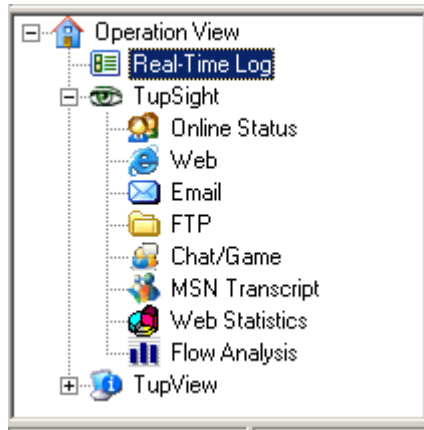 Operation View
Real-Time Log
TupSight
Online Status
Web
Email
FTP
Chat/Game
MSN Transcript
Web Statistics
Flow Analysis
TupView